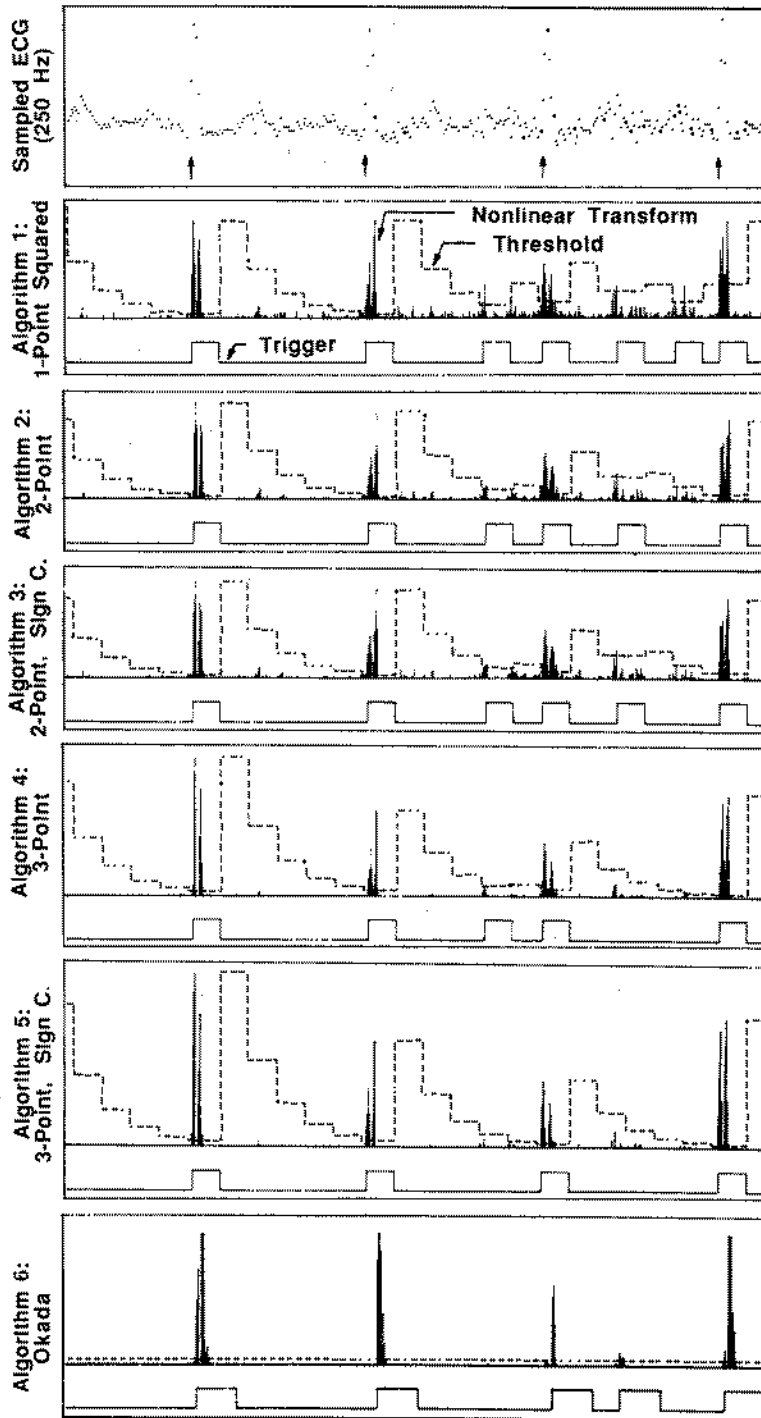 Sampled ECG
(250 Hz)
Algorithm 1:
1-Point Squared
Nonlinear Transform
Threshold
Trigger
Algorithm 2:
2-Point
Algorithm 3:
2-Point, Sign C.
Algorithm 4:
3-Point
Algorithm 5:
3-Point, Sign C.
Algorithm 6:
Okada